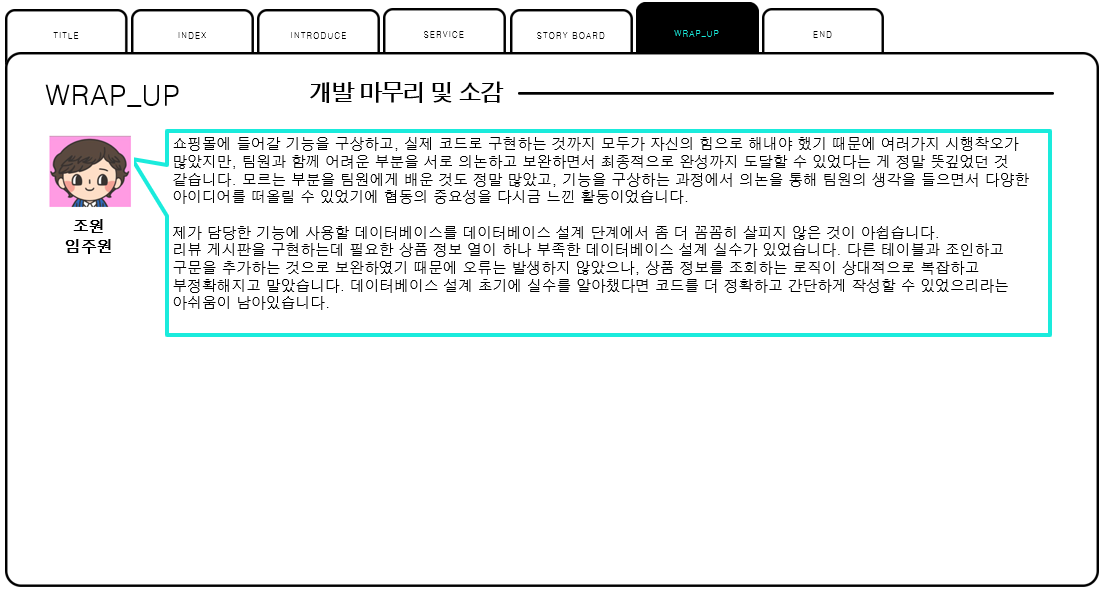 TITLE
INDEX
INTRODUCE
SERVICE
STORY BOARD
WRAP_UP
END
WRAP_UP
개발 마무리 및 소감
쇼핑몰에 들어갈 기능을 구상하고, 실제 코드로 구현하는 것까지 모두가 자신의 힘으로 해내야 했기 때문에 여러가지 시행착오가
많았지만, 팀원과 함께 어려운 부분을 서로 의논하고 보완하면서 최종적으로 완성까지 도달할 수 있었다는 게 정말 뜻깊었던 것
같습니다. 모르는 부분을 팀원에게 배운 것도 정말 많았고, 기능을 구상하는 과정에서 의논을 통해 팀원의 생각을 들으면서 다양한
아이디어를 떠올릴 수 있었기에 협동의 중요성을 다시금 느낀 활동이었습니다.
제가 담당한 기능에 사용할 데이터베이스를 데이터베이스 설계 단계에서 좀 더 꼼꼼히 살피지 않은 것이 아쉽습니다.
리뷰 게시판을 구현하는데 필요한 상품 정보 열이 하나 부족한 데이터베이스 설계 실수가 있었습니다. 다른 테이블과 조인하고
구문을 추가하는 것으로 보완하였기 때문에 오류는 발생하지 않았으나, 상품 정보를 조회하는 로직이 상대적으로 복잡하고
부정확해지고 말았습니다. 데이터베이스 설계 초기에 실수를 알아챘다면 코드를 더 정확하고 간단하게 작성할 수 있었으리라는
아쉬움이 남아있습니다.
조원
임주원